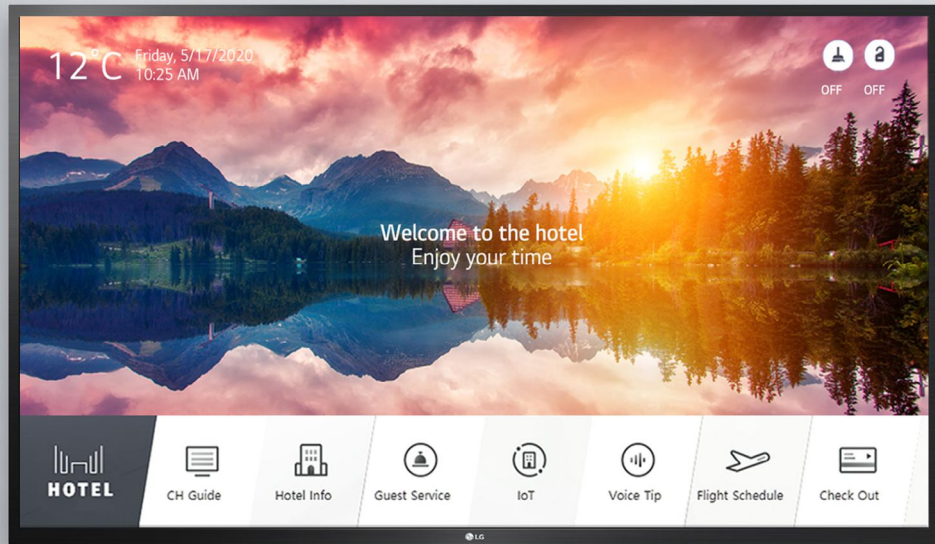 12°C
Friday, 5/17/2020
10:25 AM
OFF
OFF
Welcome to the hotel
Enjoy your time
HOTEL
CH Guide
Hotel Info
Guest Service
IoT
Voice Tip
Flight Schedule
Check Out
LG